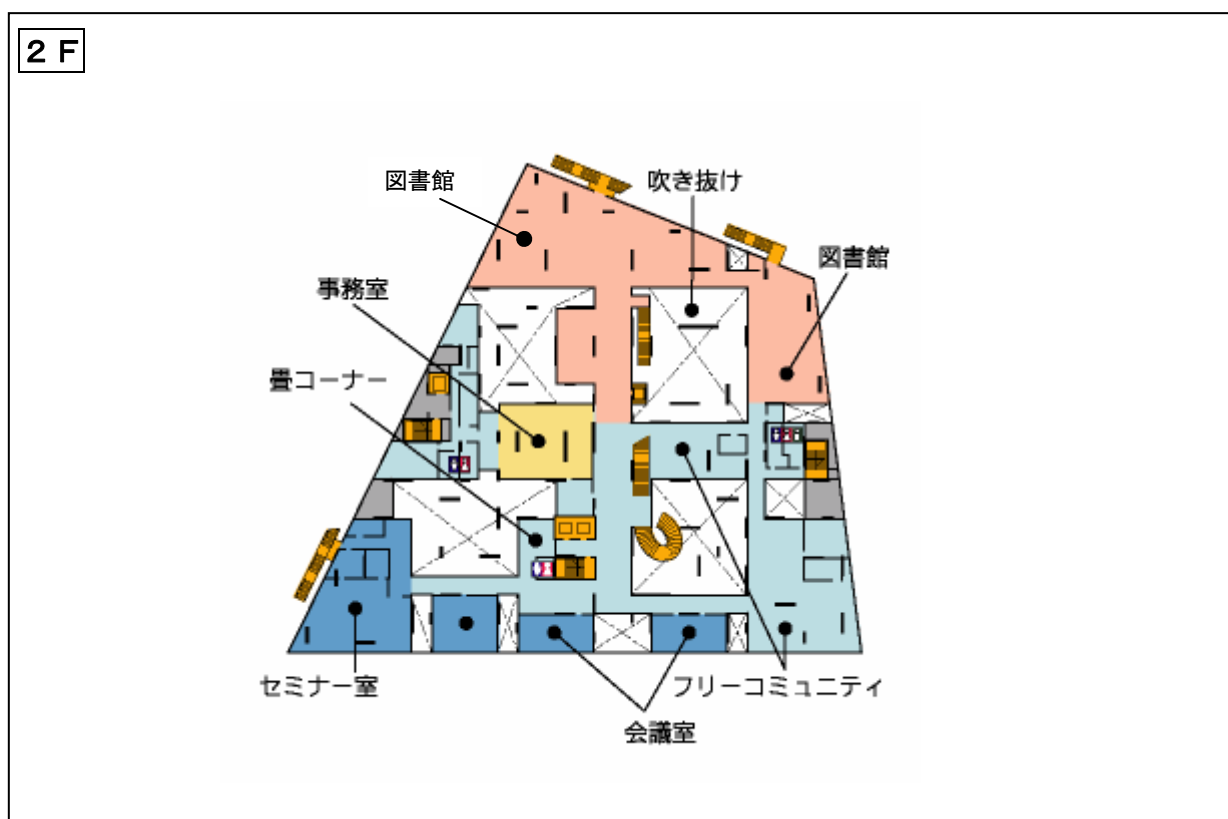 ２Ｆ
図書館
吹き抜け
図書館
事務室
畳コーナー
セミナー室
フリーコミュニティ
会議室